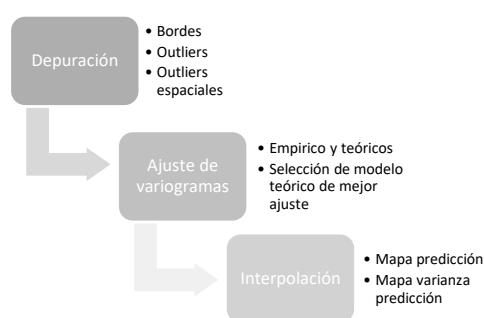 Depuración
• Bordes
• Outliers
• Outliers
espaciales
Ajuste de
variogramas
• Empirico y teóricos
• Selección de modelo
teórico de mejor
ajuste
Interpolación
• Mapa predicción
• Mapa varianza
predicción